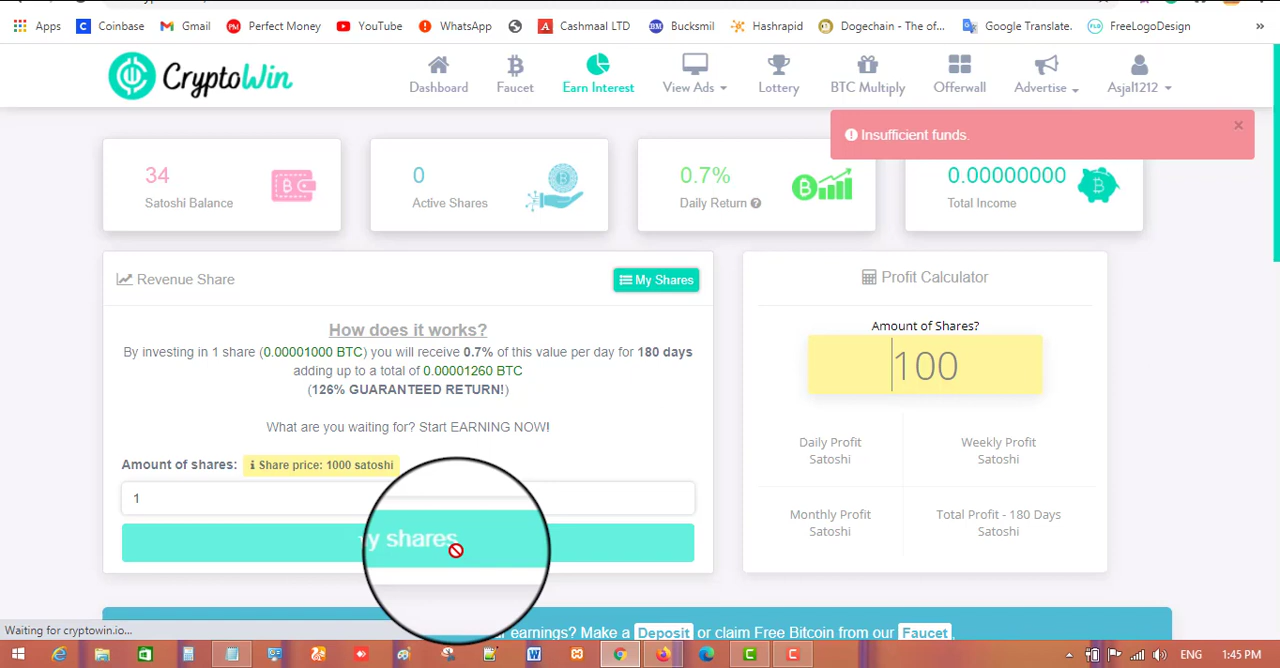 Apps Coinbase Gmail Perfect Money YouTube WhatsApp Cashmaal LTD Bucksmil Hashrapid Dogechain - The of... Google Translate. FreeLogoDesign »
CryptoWin
Dashboard Faucet Earn Interest View Ads Lottery BTC Multiply Offerwall Advertise Asjal1212
Insufficient funds. ×
34
Satoshi Balance
0
Active Shares
0.7%
Daily Return
0.00000000
Total Income
Revenue Share
My Shares
How does it works?
By investing in 1 share (0.00001000 BTC) you will receive 0.7% of this value per day for 180 days
adding up to a total of 0.00001260 BTC
(126% GUARANTEED RETURN!)
What are you waiting for? Start EARNING NOW!
Amount of shares: Share price: 1000 satoshi
1
y shares
Profit Calculator
Amount of Shares?
100
Daily Profit
Satoshi
Weekly Profit
Satoshi
Monthly Profit
Satoshi
Total Profit - 180 Days
Satoshi
earnings? Make a Deposit or claim Free Bitcoin from our Faucet.
Waiting for cryptowin.io...
ENG 1:45 PM